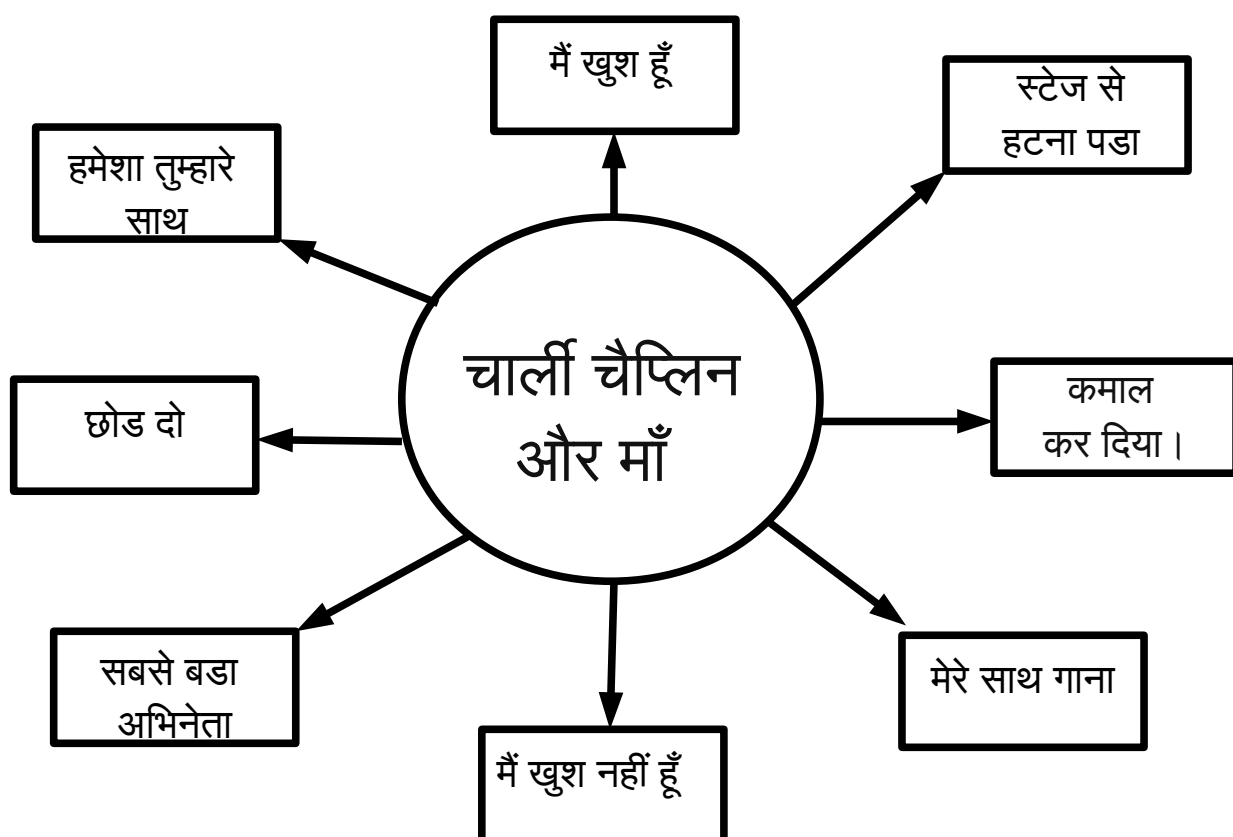 मैं खुश हूँ
स्टेज से
हटना पडा
हमेशा तुम्हारे
साथ
चार्ली चैप्लिन
और माँ
कमाल
कर दिया।
छोड दो
सबसे बडा
अभिनेता
मेरे साथ गाना
मैं खुश नहीं हूँ